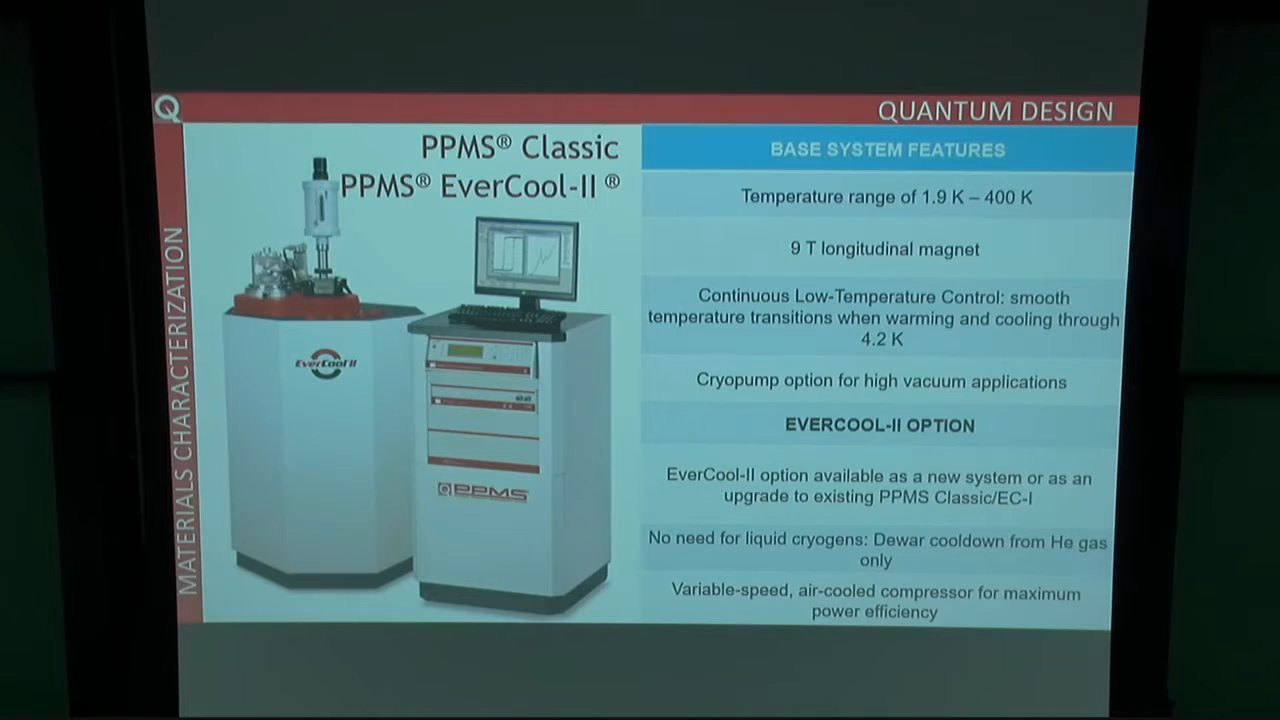 Q
QUANTUM DESIGN
MATERIALS CHARACTERIZATION
PPMS® Classic
PPMS® EverCool-II ®
EverCool II
QPPMS
BASE SYSTEM FEATURES
Temperature range of 1.9 K – 400 K
9 T longitudinal magnet
Continuous Low-Temperature Control: smooth
temperature transitions when warming and cooling through
4.2 K
Cryopump option for high vacuum applications
EVERCOOL-II OPTION
EverCool-II option available as a new system or as an
upgrade to existing PPMS Classic/EC-I
No need for liquid cryogens: Dewar cooldown from He gas
only
Variable-speed, air-cooled compressor for maximum
power efficiency